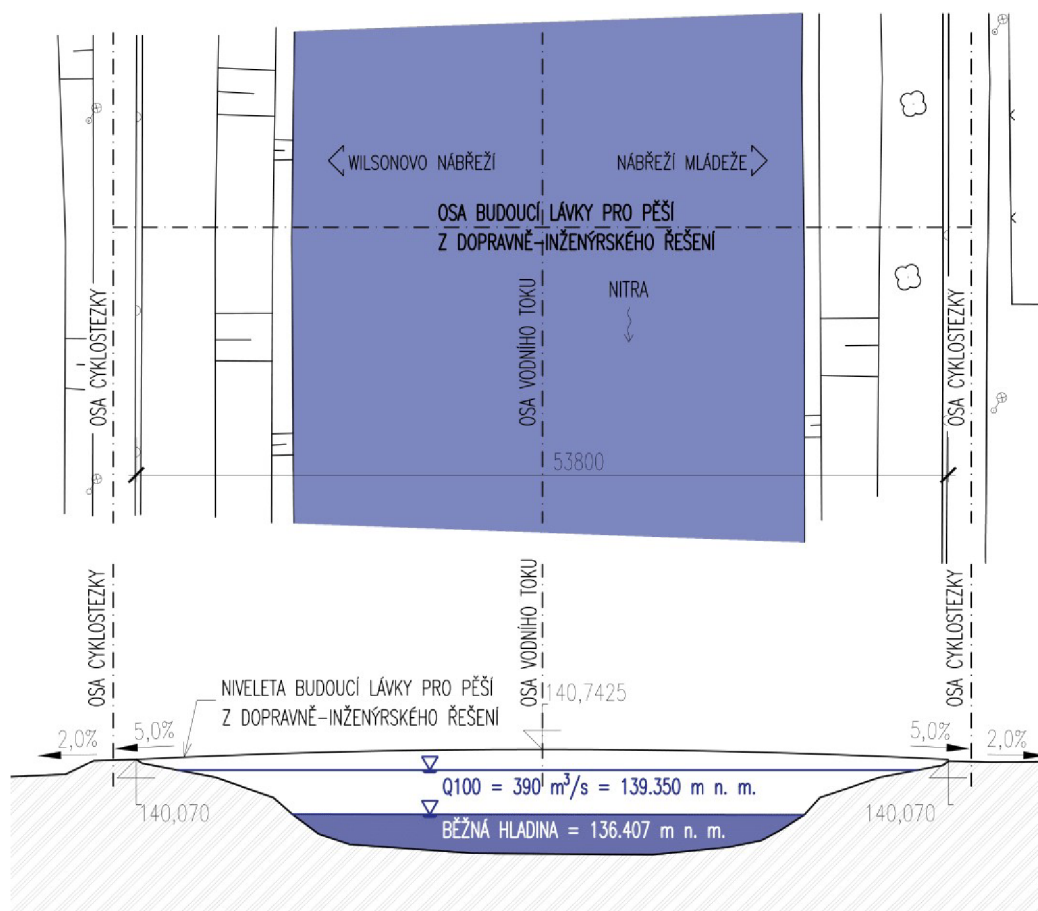 WILSONOVO NÁBŘEŽÍ
NÁBŘEŽÍ MLÁDEŽE
OSA BUDOUCÍ LÁVKY PRO PĚŠÍ
Z DOPRAVNĚ-INŽENÝRSKÉHO ŘEŠENÍ
NITRA
OSA CYKLOSTEZKY
OSA VODNÍHO TOKU
OSA CYKLOSTEZKY
53800
OSA CYKLOSTEZKY
OSA VODNÍHO TOKU
OSA CYKLOSTEZKY
NIVELETA BUDOUCÍ LÁVKY PRO PĚŠÍ
Z DOPRAVNĚ-INŽENÝRSKÉHO ŘEŠENÍ
140,7425
2,0%
5,0%
5,0%
2,0%
Q100 = 390 m³/s = 139.350 m n. m.
140,070
140,070
BĚŽNÁ HLADINA = 136.407 m n. m.